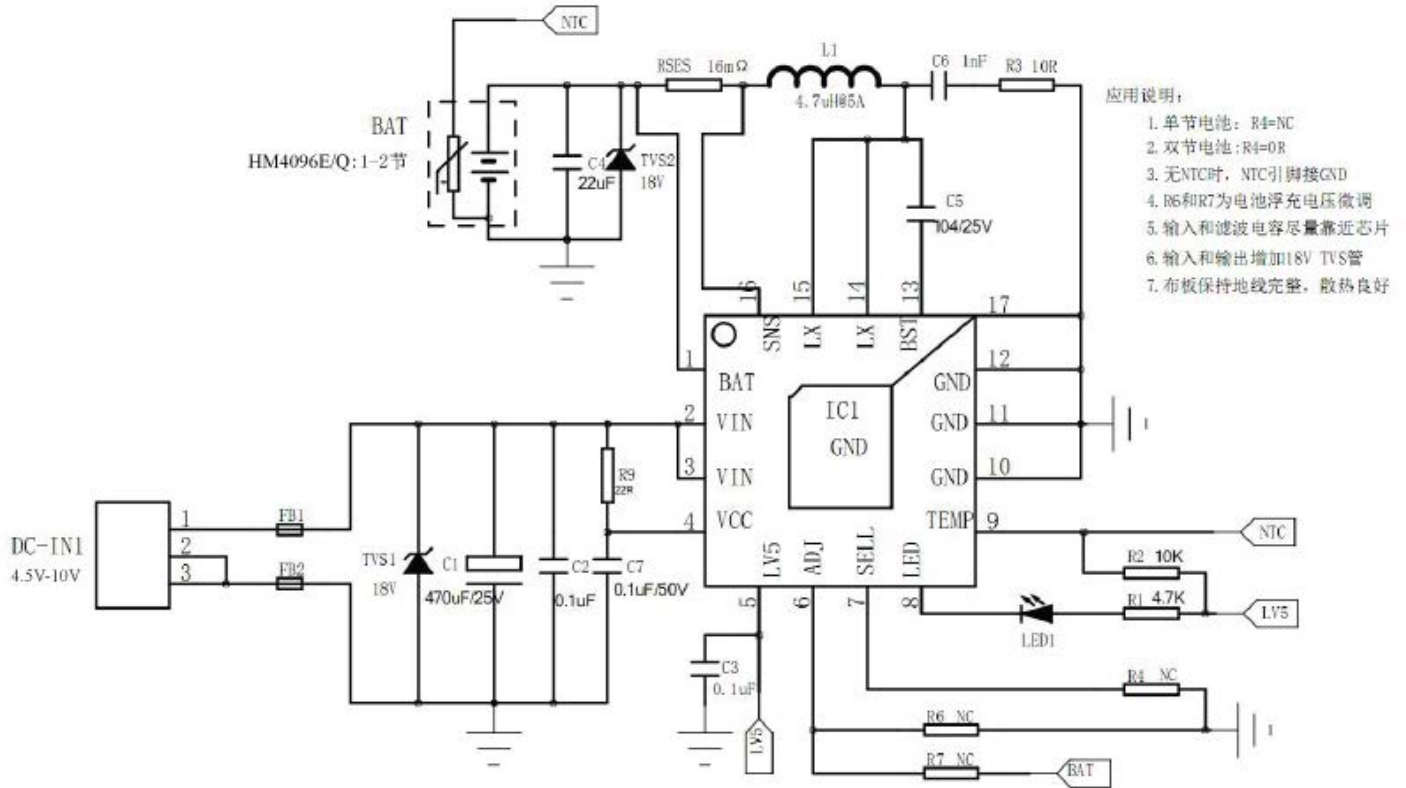 NTC
RSES 16mΩ
L1
4.7uH@5A
C6 1nF
R3 10R
BAT
HM4096E/Q:1-2节
C4
22uF
TVS2
18V
C5
104/25V
应用说明:
1.单节电池: R4=NC
2.双节电池:R4=0R
3.无NTC时, NTC引脚接GND
4.R6和R7为电池浮充电压微调
5.输入和滤波电容尽量靠近芯片
6.输入和输出增加18V TVS管
7.布板保持地线完整, 散热良好
16
15
14
13
17
SNS
LX
LX
BST
1
BAT
12
GND
2
VIN
IC1
GND
11
GND
3
VIN
10
GND
4
VCC
TEMP
9
NTC
LV5
ADJ
SELL
LED
5
6
7
8
R9
22R
DC-IN1
4.5V-10V
1
2
3
FB1
FB2
TVS1
18V
C1
470uF/25V
C2
0.1uF
C7
0.1uF/50V
R2 10K
R1 4.7K
LV5
LED1
C3
0.1uF
LV5
R4 NC
R6 NC
R7 NC
BAT